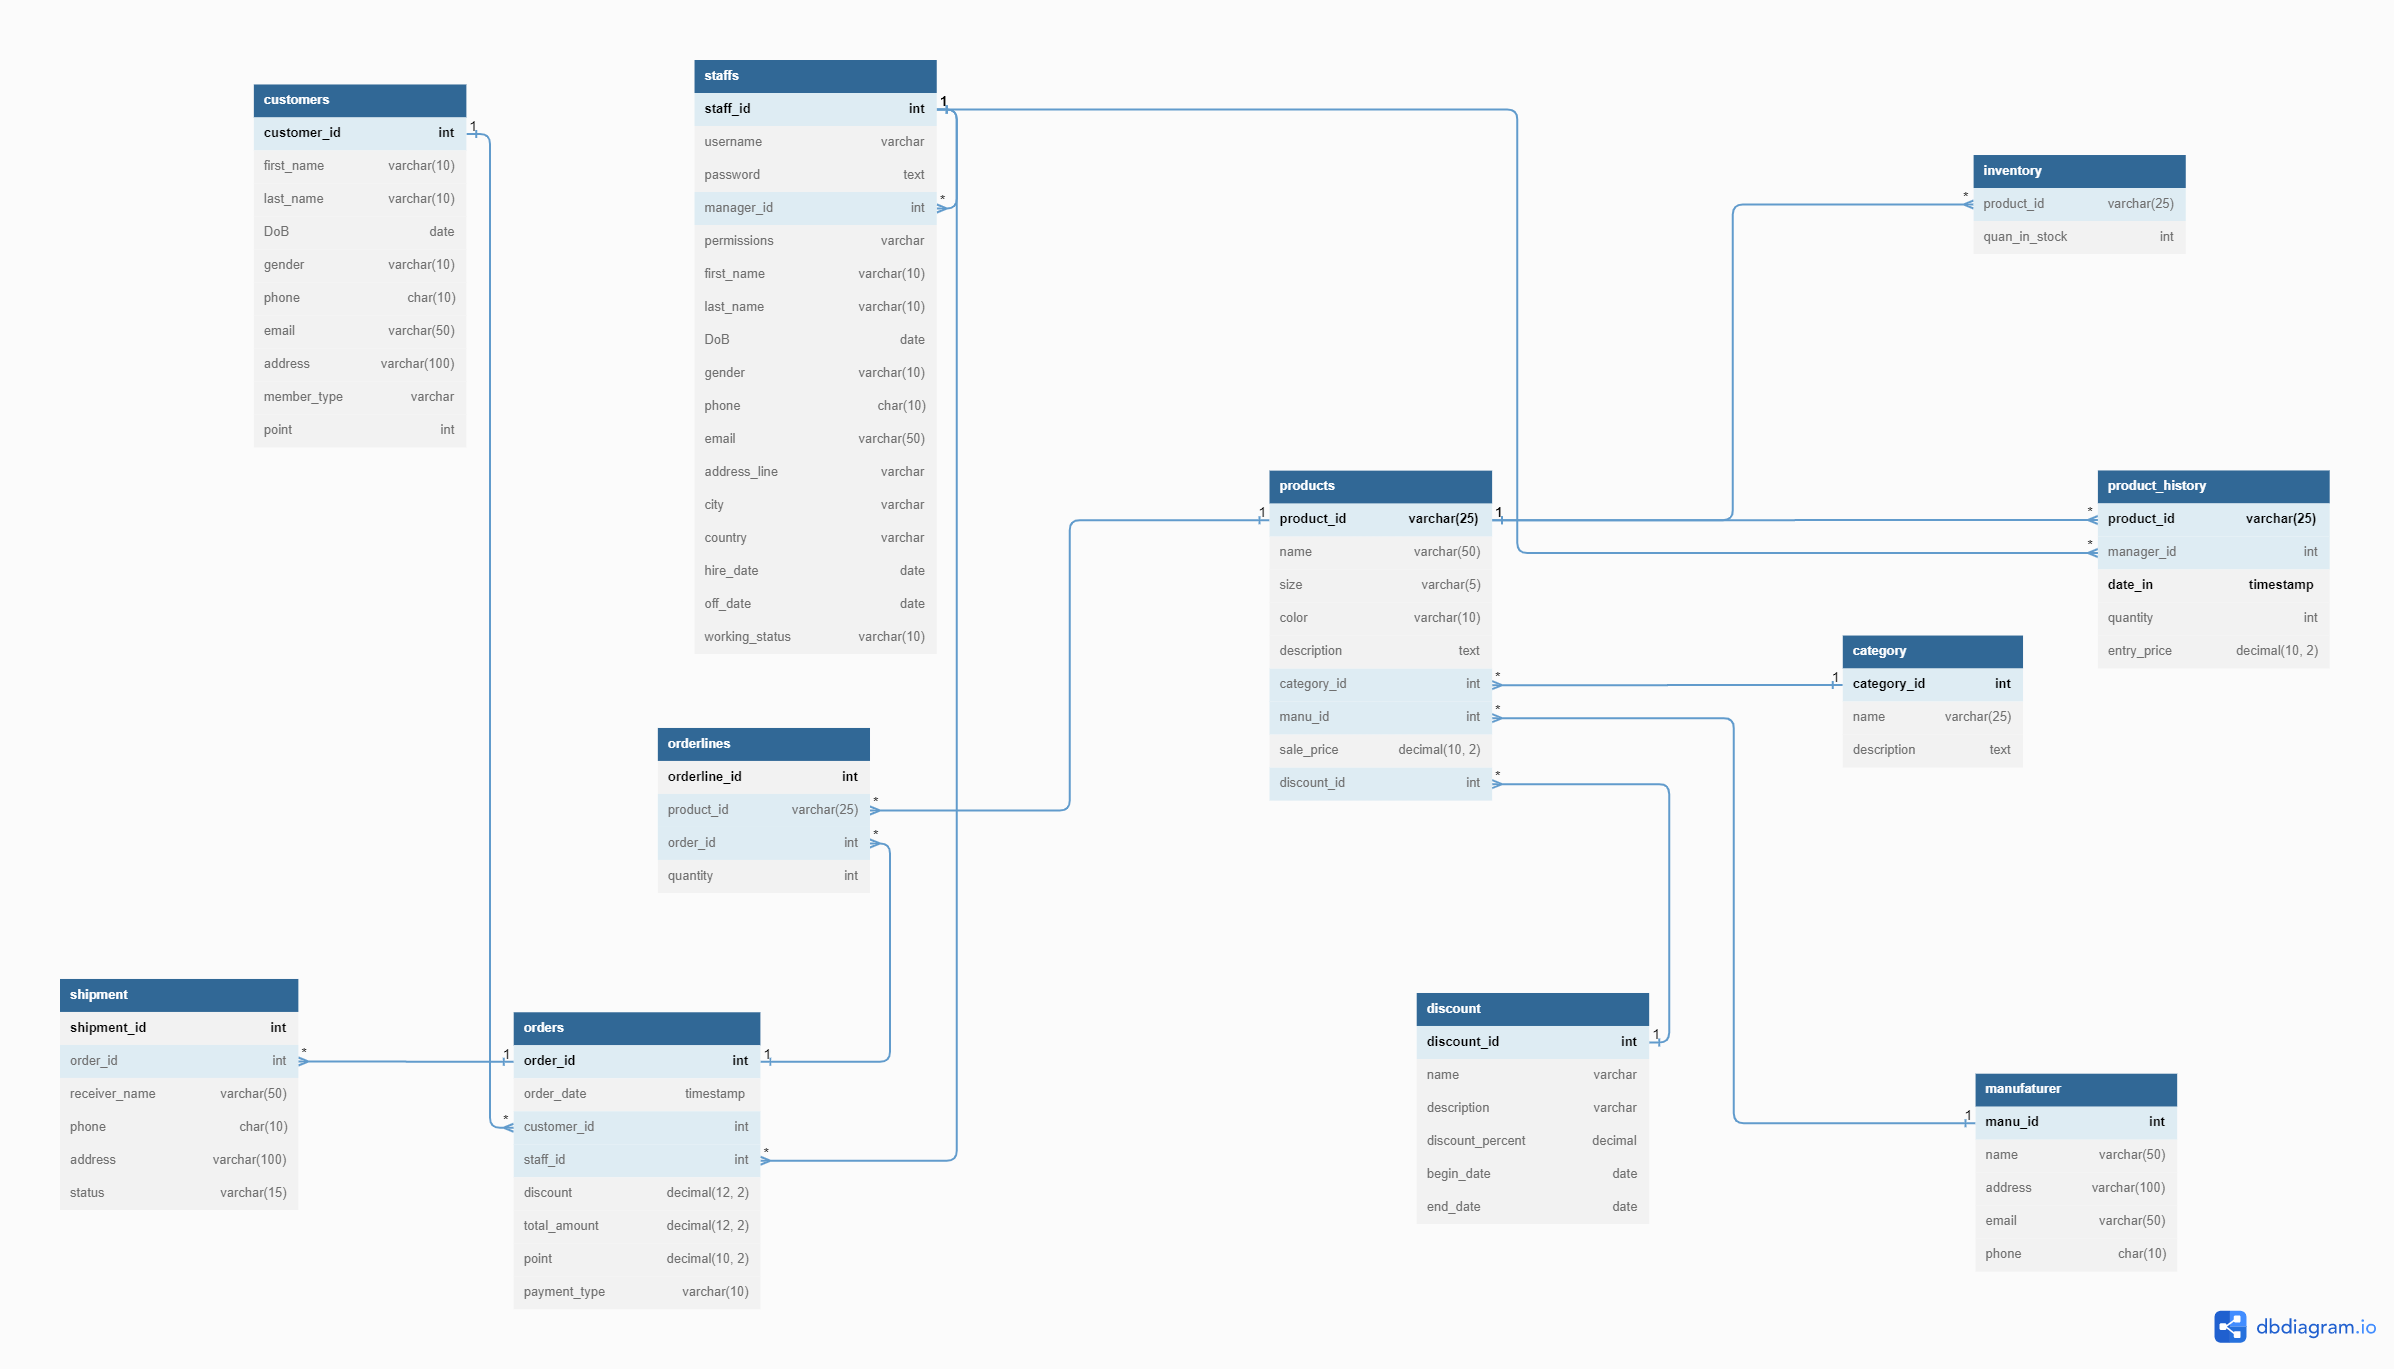 customers
customer_id int
first_name varchar(10)
last_name varchar(10)
DoB date
gender varchar(10)
phone char(10)
email varchar(50)
address varchar(100)
member_type varchar
point int
1
*
staffs
staff_id int
username varchar
password text
manager_id int
permissions varchar
first_name varchar(10)
last_name varchar(10)
DoB date
gender varchar(10)
phone char(10)
email varchar(50)
address_line varchar
city varchar
country varchar
hire_date date
off_date date
working_status varchar(10)
1
*
inventory
product_id varchar(25)
quan_in_stock int
*
products
product_id varchar(25)
name varchar(50)
size varchar(5)
color varchar(10)
description text
category_id int
manu_id int
sale_price decimal(10, 2)
discount_id int
1
1
*
*
*
product_history
product_id varchar(25)
manager_id int
date_in timestamp
quantity int
entry_price decimal(10, 2)
*
*
category
category_id int
name varchar(25)
description text
1
orderlines
orderline_id int
product_id varchar(25)
order_id int
quantity int
*
*
shipment
shipment_id int
order_id int
receiver_name varchar(50)
phone char(10)
address varchar(100)
status varchar(15)
*
orders
order_id int
order_date timestamp
customer_id int
staff_id int
discount decimal(12, 2)
total_amount decimal(12, 2)
point decimal(10, 2)
payment_type varchar(10)
1
1
*
discount
discount_id int
name varchar
description varchar
discount_percent decimal
begin_date date
end_date date
1
manufaturer
manu_id int
name varchar(50)
address varchar(100)
email varchar(50)
phone char(10)
1
dbdiagram.io